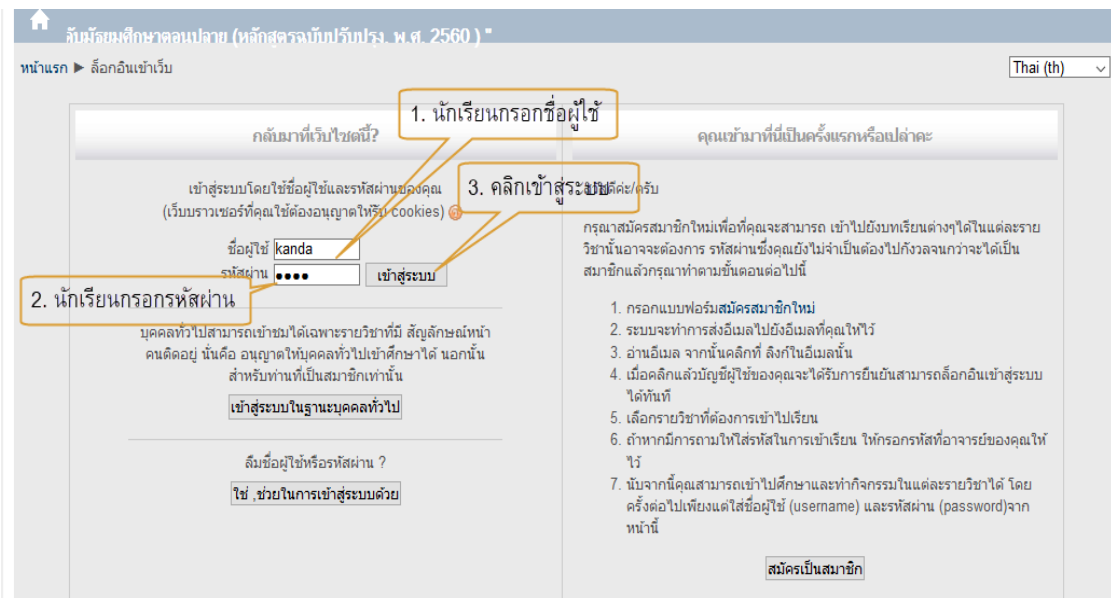 ลับมัธยมศึกษาตอนปลาย (หลักสูตรฉบับปรับปรุง. พ.ศ. 2560 ) "
หน้าแรก ► ล็อกอินเข้าเว็บ
Thai (th)
1. นักเรียนกรอกชื่อผู้ใช้
กลับมาที่เว็บไซต์นี้?
เข้าสู่ระบบโดยใช้ชื่อผู้ใช้และรหัสผ่านของคุณ
(เว็บบราวเซอร์ที่คุณใช้ต้องอนุญาตให้รับ cookies)
3. คลิกเข้าสู่ระบบ
ชื่อผู้ใช้ kanda
รหัสผ่าน ●●●● เข้าสู่ระบบ
2. นักเรียนกรอกรหัสผ่าน
บุคคลทั่วไปสามารถเข้าชมได้เฉพาะรายวิชาที่มี สัญลักษณ์หน้า
คนติดอยู่ นั่นคือ อนุญาตให้บุคคลทั่วไปเข้าศึกษาได้ นอกนั้น
สำหรับท่านที่เป็นสมาชิกเท่านั้น
เข้าสู่ระบบในฐานะบุคคลทั่วไป
ลืมชื่อผู้ใช้หรือรหัสผ่าน ?
ใช่ ,ช่วยในการเข้าสู่ระบบด้วย
คุณเข้ามาที่นี่เป็นครั้งแรกหรือเปล่าคะ
ค่ะ/ครับ
กรุณาสมัครสมาชิกใหม่เพื่อที่คุณจะสามารถ เข้าไปยังบทเรียนต่างๆได้ในแต่ละราย
วิชานั้นอาจจะต้องการ รหัสผ่านซึ่งคุณยังไม่จำเป็นต้องไปกังวลจนกว่าจะได้เป็น
สมาชิกแล้วกรุณาทำตามขั้นตอนต่อไปนี้
1. กรอกแบบฟอร์มสมัครสมาชิกใหม่
2. ระบบจะทำการส่งอีเมลไปยังอีเมลที่คุณให้ไว้
3. อ่านอีเมล จากนั้นคลิกที่ ลิงก์ในอีเมลนั้น
4. เมื่อคลิกแล้วบัญชีผู้ใช้ของคุณจะได้รับการยืนยันสามารถล็อกอินเข้าสู่ระบบ
ได้ทันที
5. เลือกรายวิชาที่ต้องการเข้าไปเรียน
6. ถ้าหากมีการถามให้ใส่รหัสในการเข้าเรียน ให้กรอกรหัสที่อาจารย์ของคุณให้
ไว้
7. นับจากนี้คุณสามารถเข้าไปศึกษาและทำกิจกรรมในแต่ละรายวิชาได้ โดย
ครั้งต่อไปเพียงแต่ใส่ชื่อผู้ใช้ (username) และรหัสผ่าน (password)จาก
หน้านี้
สมัครเป็นสมาชิก